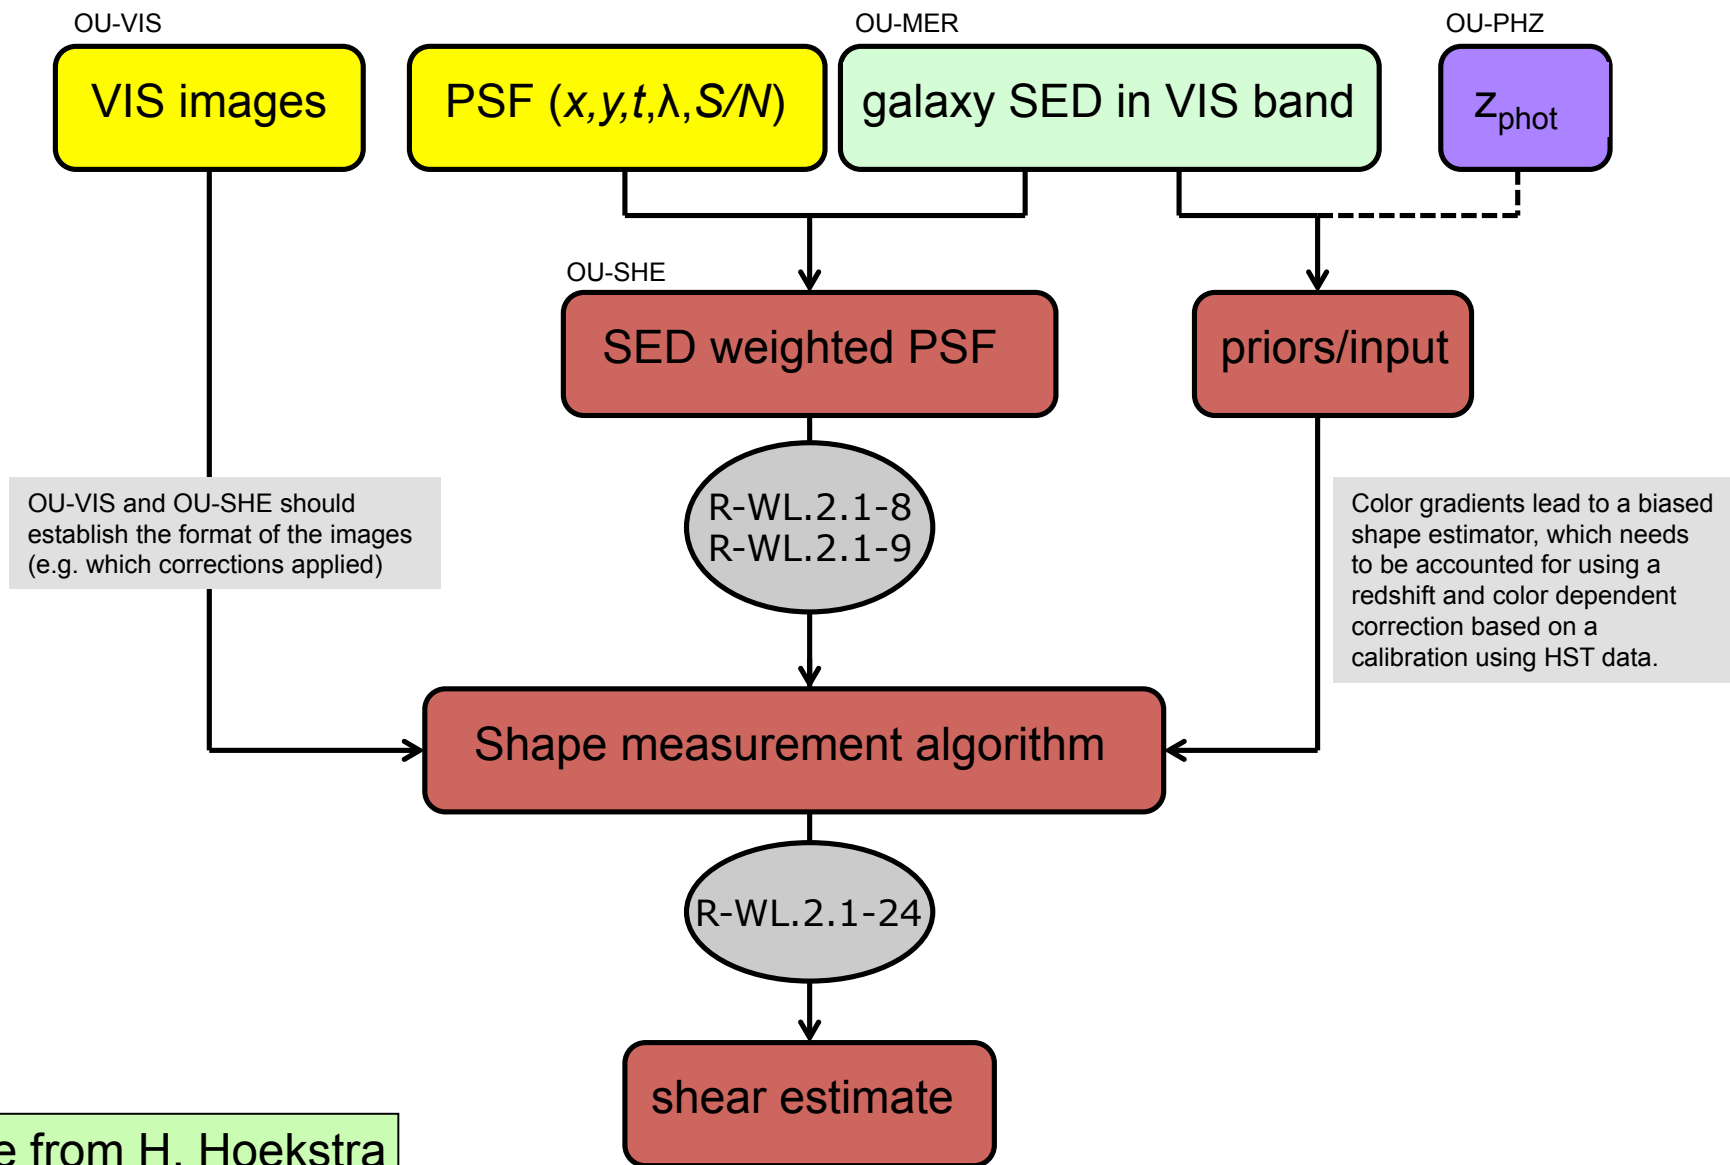 OU-VIS
OU-MER
OU-PHZ
VIS images
PSF (x,y,t,λ,S/N)
galaxy SED in VIS band
zphot
OU-SHE
SED weighted PSF
priors/input
R-WL.2.1-8
R-WL.2.1-9
OU-VIS and OU-SHE should
establish the format of the images
(e.g. which corrections applied)
Color gradients lead to a biased
shape estimator, which needs
to be accounted for using a
redshift and color dependent
correction based on a
calibration using HST data.
Shape measurement algorithm
R-WL.2.1-24
shear estimate
from H. Hoekstra